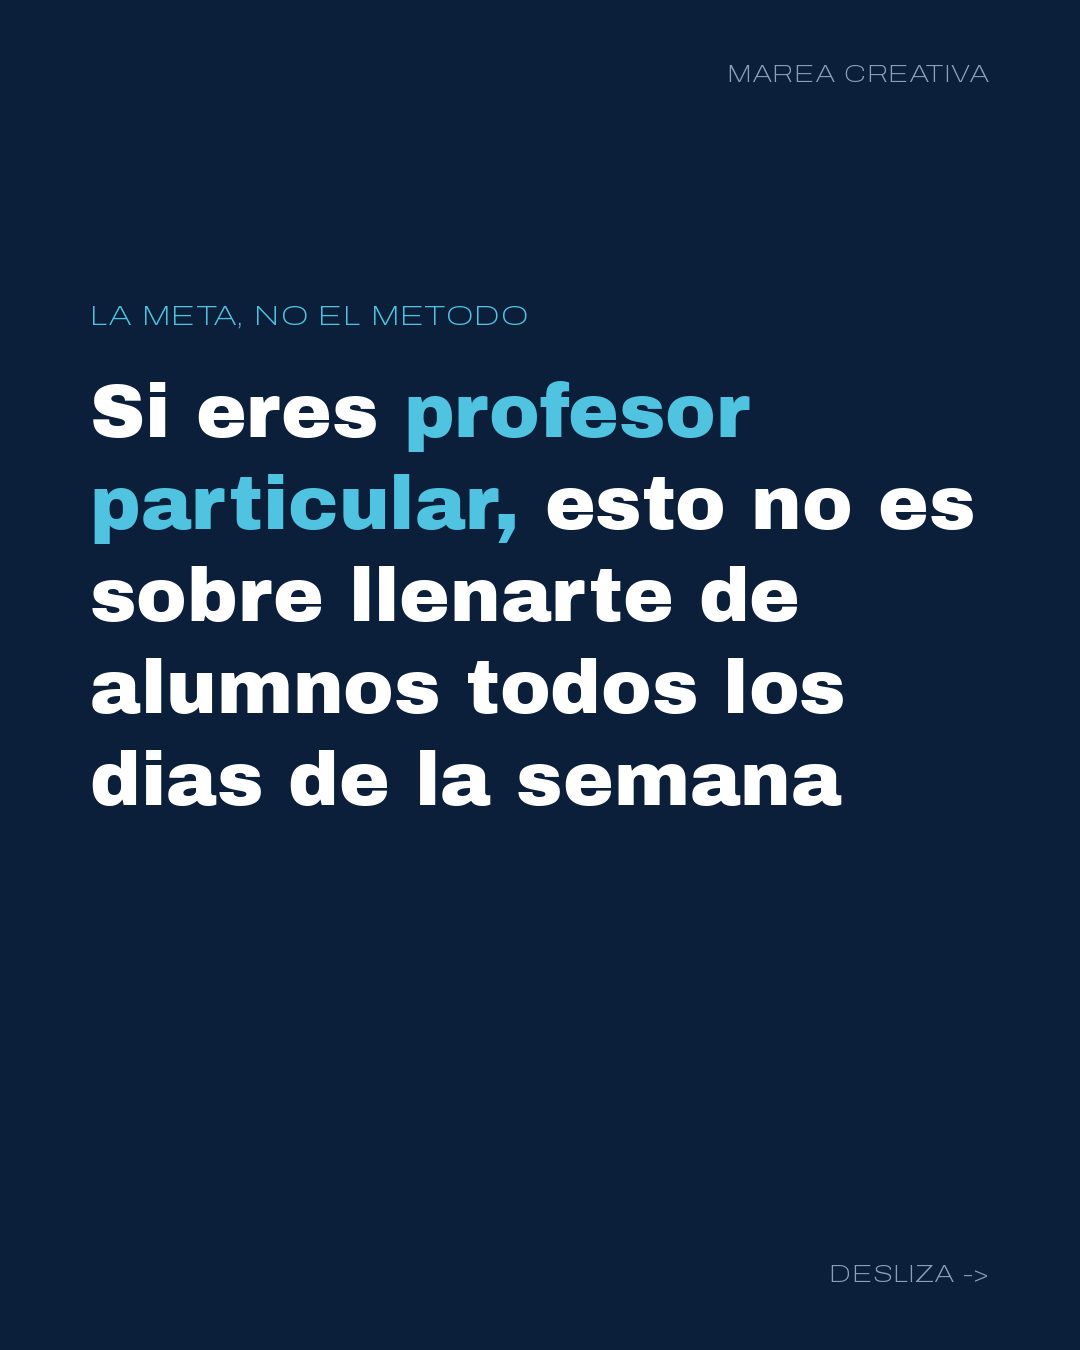 MAREA CREATIVA
LA META, NO EL METODO
Si eres profesor
particular, esto no es
sobre llenarte de
alumnos todos los
dias de la semana
DESLIZA ->